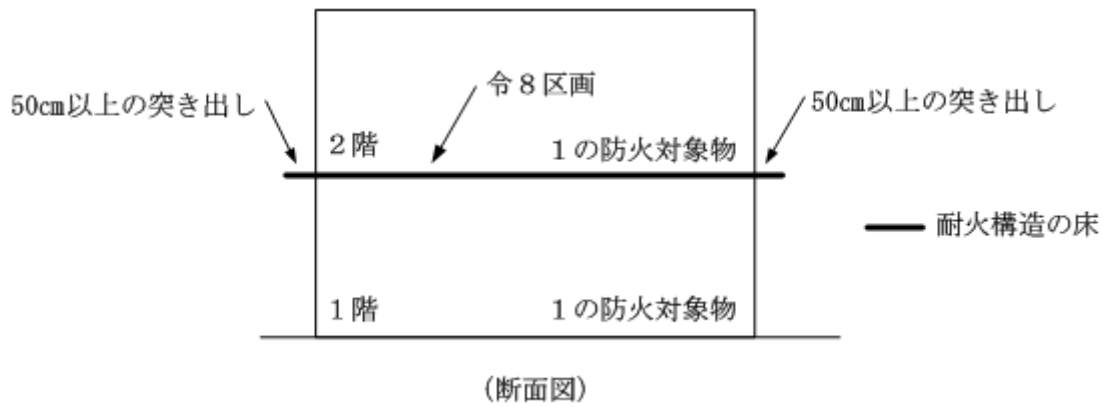 令８区画
50㎝以上の突き出し
50㎝以上の突き出し
２階
１の防火対象物
耐火構造の床
１階
１の防火対象物
(断面図)